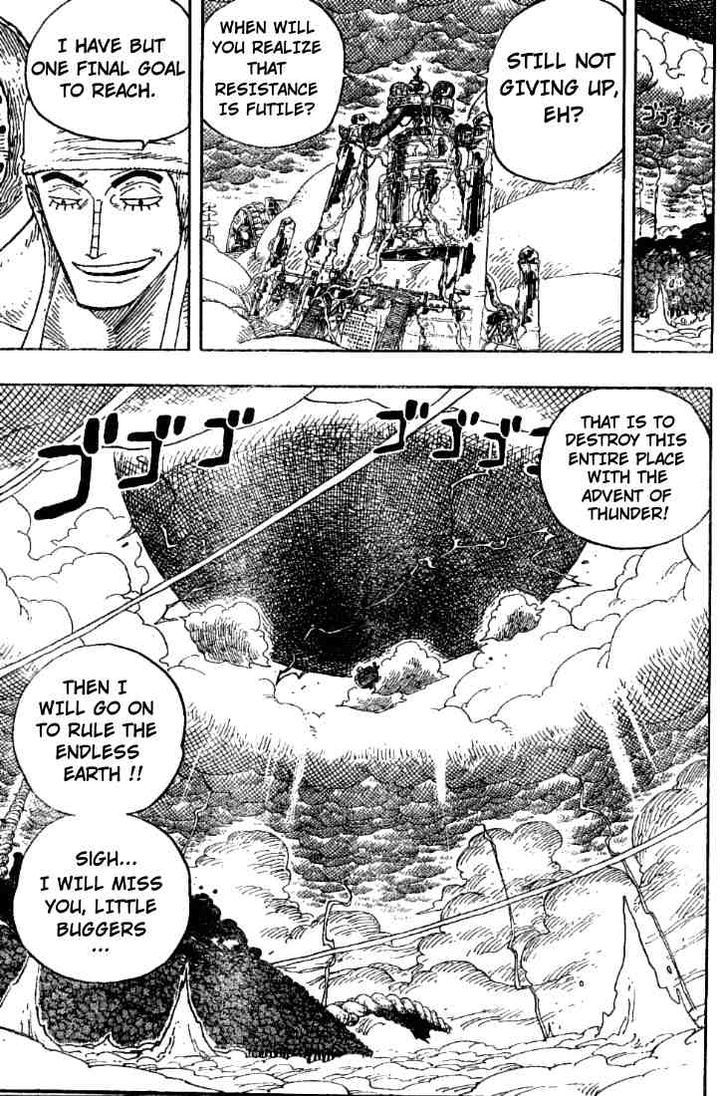 STILL NOT
GIVING UP,
EH?
WHEN WILL
YOU REALIZE
THAT
RESISTANCE
IS FUTILE?
I HAVE BUT
ONE FINAL GOAL
TO REACH.
ゴゴゴ
THAT IS TO
DESTROY THIS
ENTIRE PLACE
WITH THE
ADVENT OF
THUNDER!
ゴゴゴ
ゴゴゴ
THEN I
WILL GO ON
TO RULE THE
ENDLESS
EARTH !!
SIGH...
I WILL MISS
YOU, LITTLE
BUGGERS
...